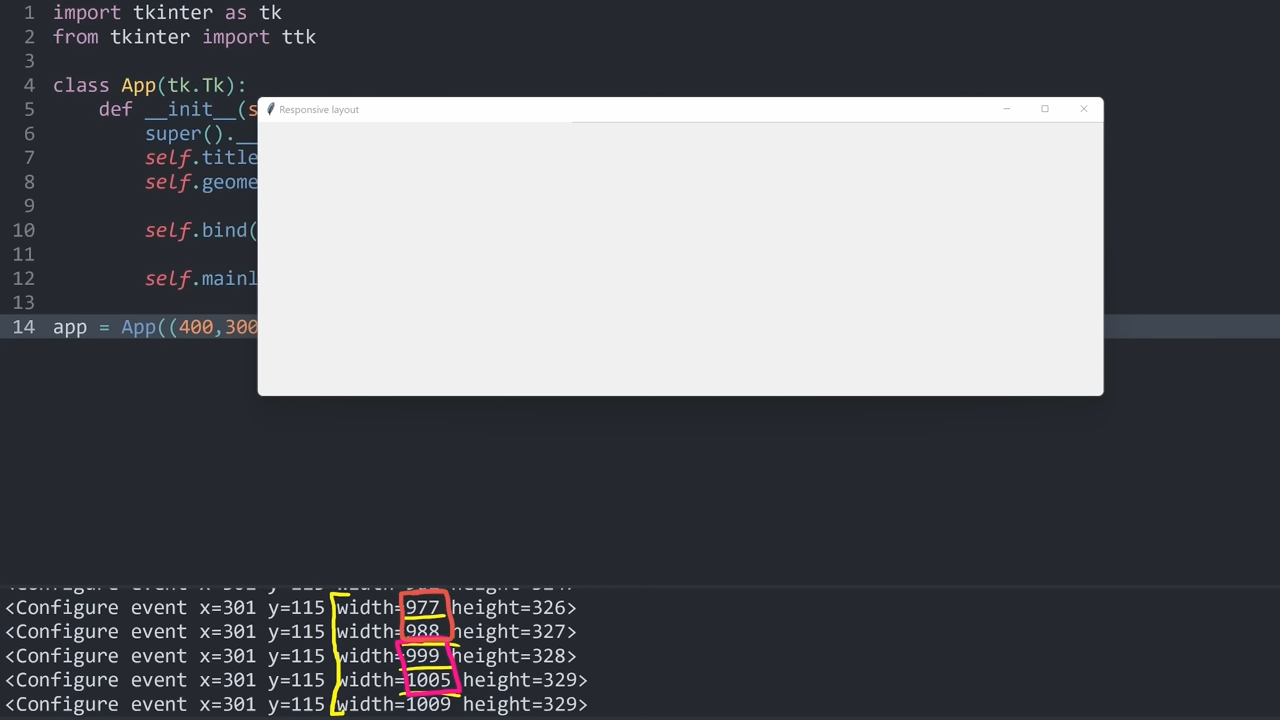 1 import tkinter as tk
2 from tkinter import ttk
3
4 class App(tk.Tk):
5 def __init__(s
6 super().__
7 self.title
8 self.geome
9
10 self.bind(
11
12 self.mainl
13
14 app = App((400,300
Responsive layout
<Configure event x=301 y=115 width=977 height=326>
<Configure event x=301 y=115 width=988 height=327>
<Configure event x=301 y=115 width=999 height=328>
<Configure event x=301 y=115 width=1005 height=329>
<Configure event x=301 y=115 width=1009 height=329>